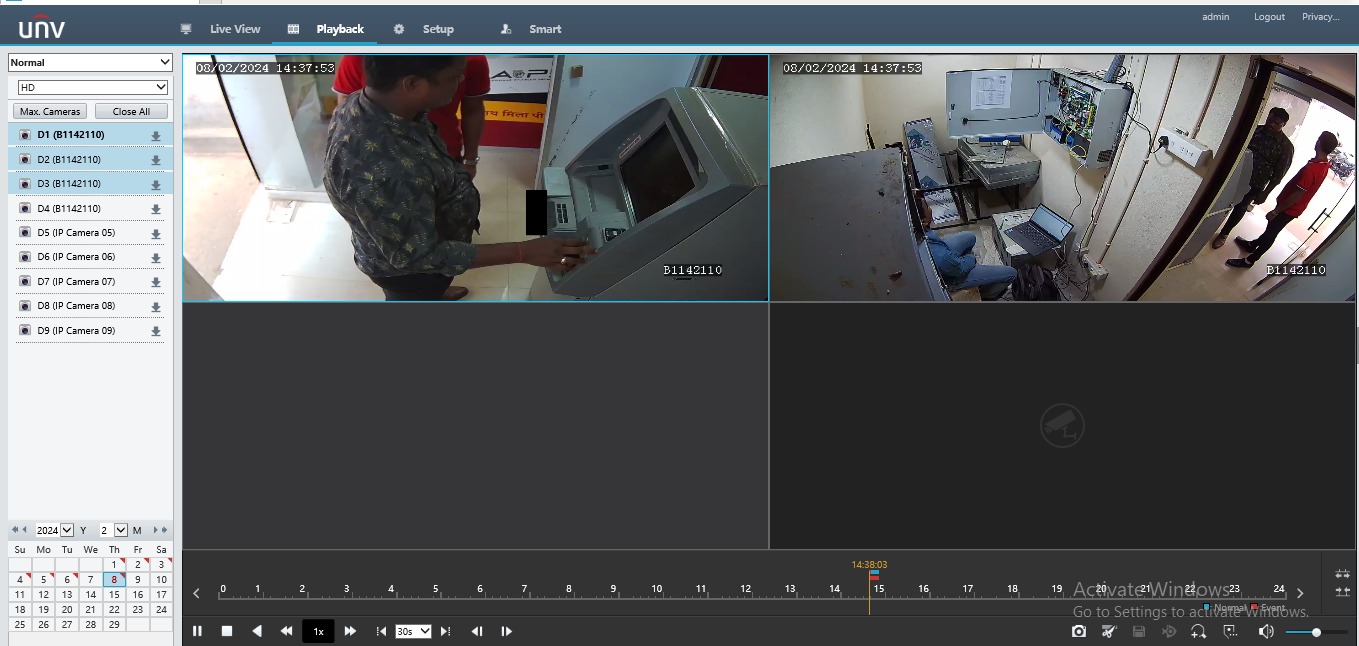 unv
Live View
Playback
Setup
Smart
admin
Logout
Privacy...
Normal
HD
Max. Cameras
Close All
D1 (B1142110)
D2 (B1142110)
D3 (B1142110)
D4 (B1142110)
D5 (IP Camera 05)
D6 (IP Camera 06)
D7 (IP Camera 07)
D8 (IP Camera 08)
D9 (IP Camera 09)
08/02/2024 14:37:53
थ मिला पी
B1142110
08/02/2024 14:37:53
B1142110
2024 Y 2 M
Su Mo Tu We Th Fr Sa
1 2 3
4 5 6 7 8 9 10
11 12 13 14 15 16 17
18 19 20 21 22 23 24
25 26 27 28 29
14:38:03
0 1 2 3 4 5 6 7 8 9 10 11 12 13 14 15 16 17 18 19 20 21 22 23 24
Activate Windows
Normal Event
Go to Settings to activate Windows.
1x
30s